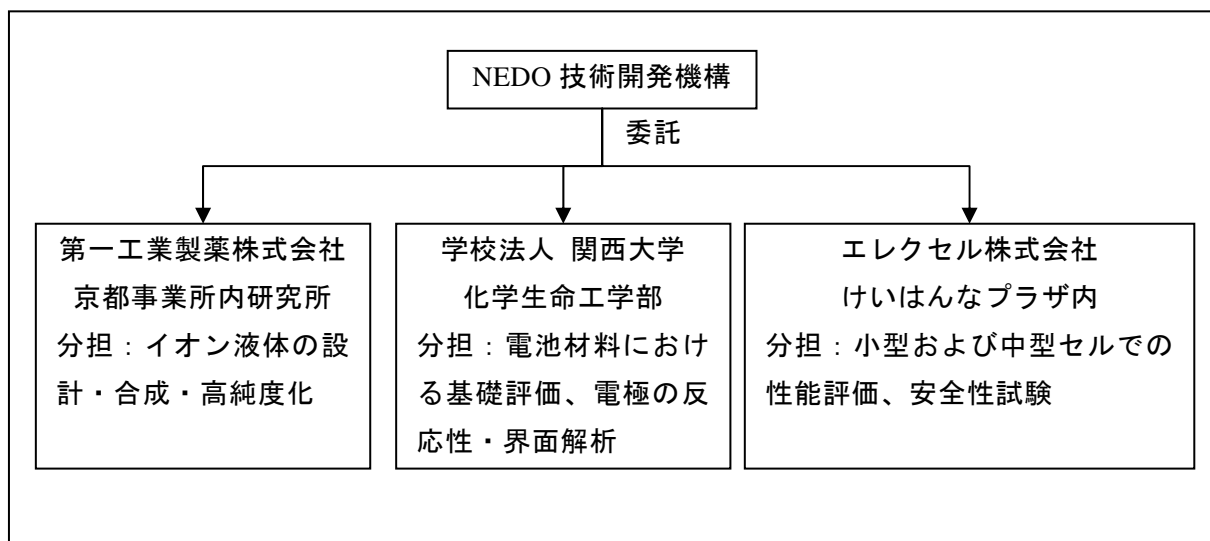 NEDO 技術開発機構
委託
第一工業製薬株式会社
京都事業所内研究所
分担：イオン液体の設
計・合成・高純度化
学校法人 関西大学
化学生命工学部
分担：電池材料におけ
る基礎評価、電極の反
応性・界面解析
エレクセル株式会社
けいはんなプラザ内
分担：小型および中型セルでの
性能評価、安全性試験